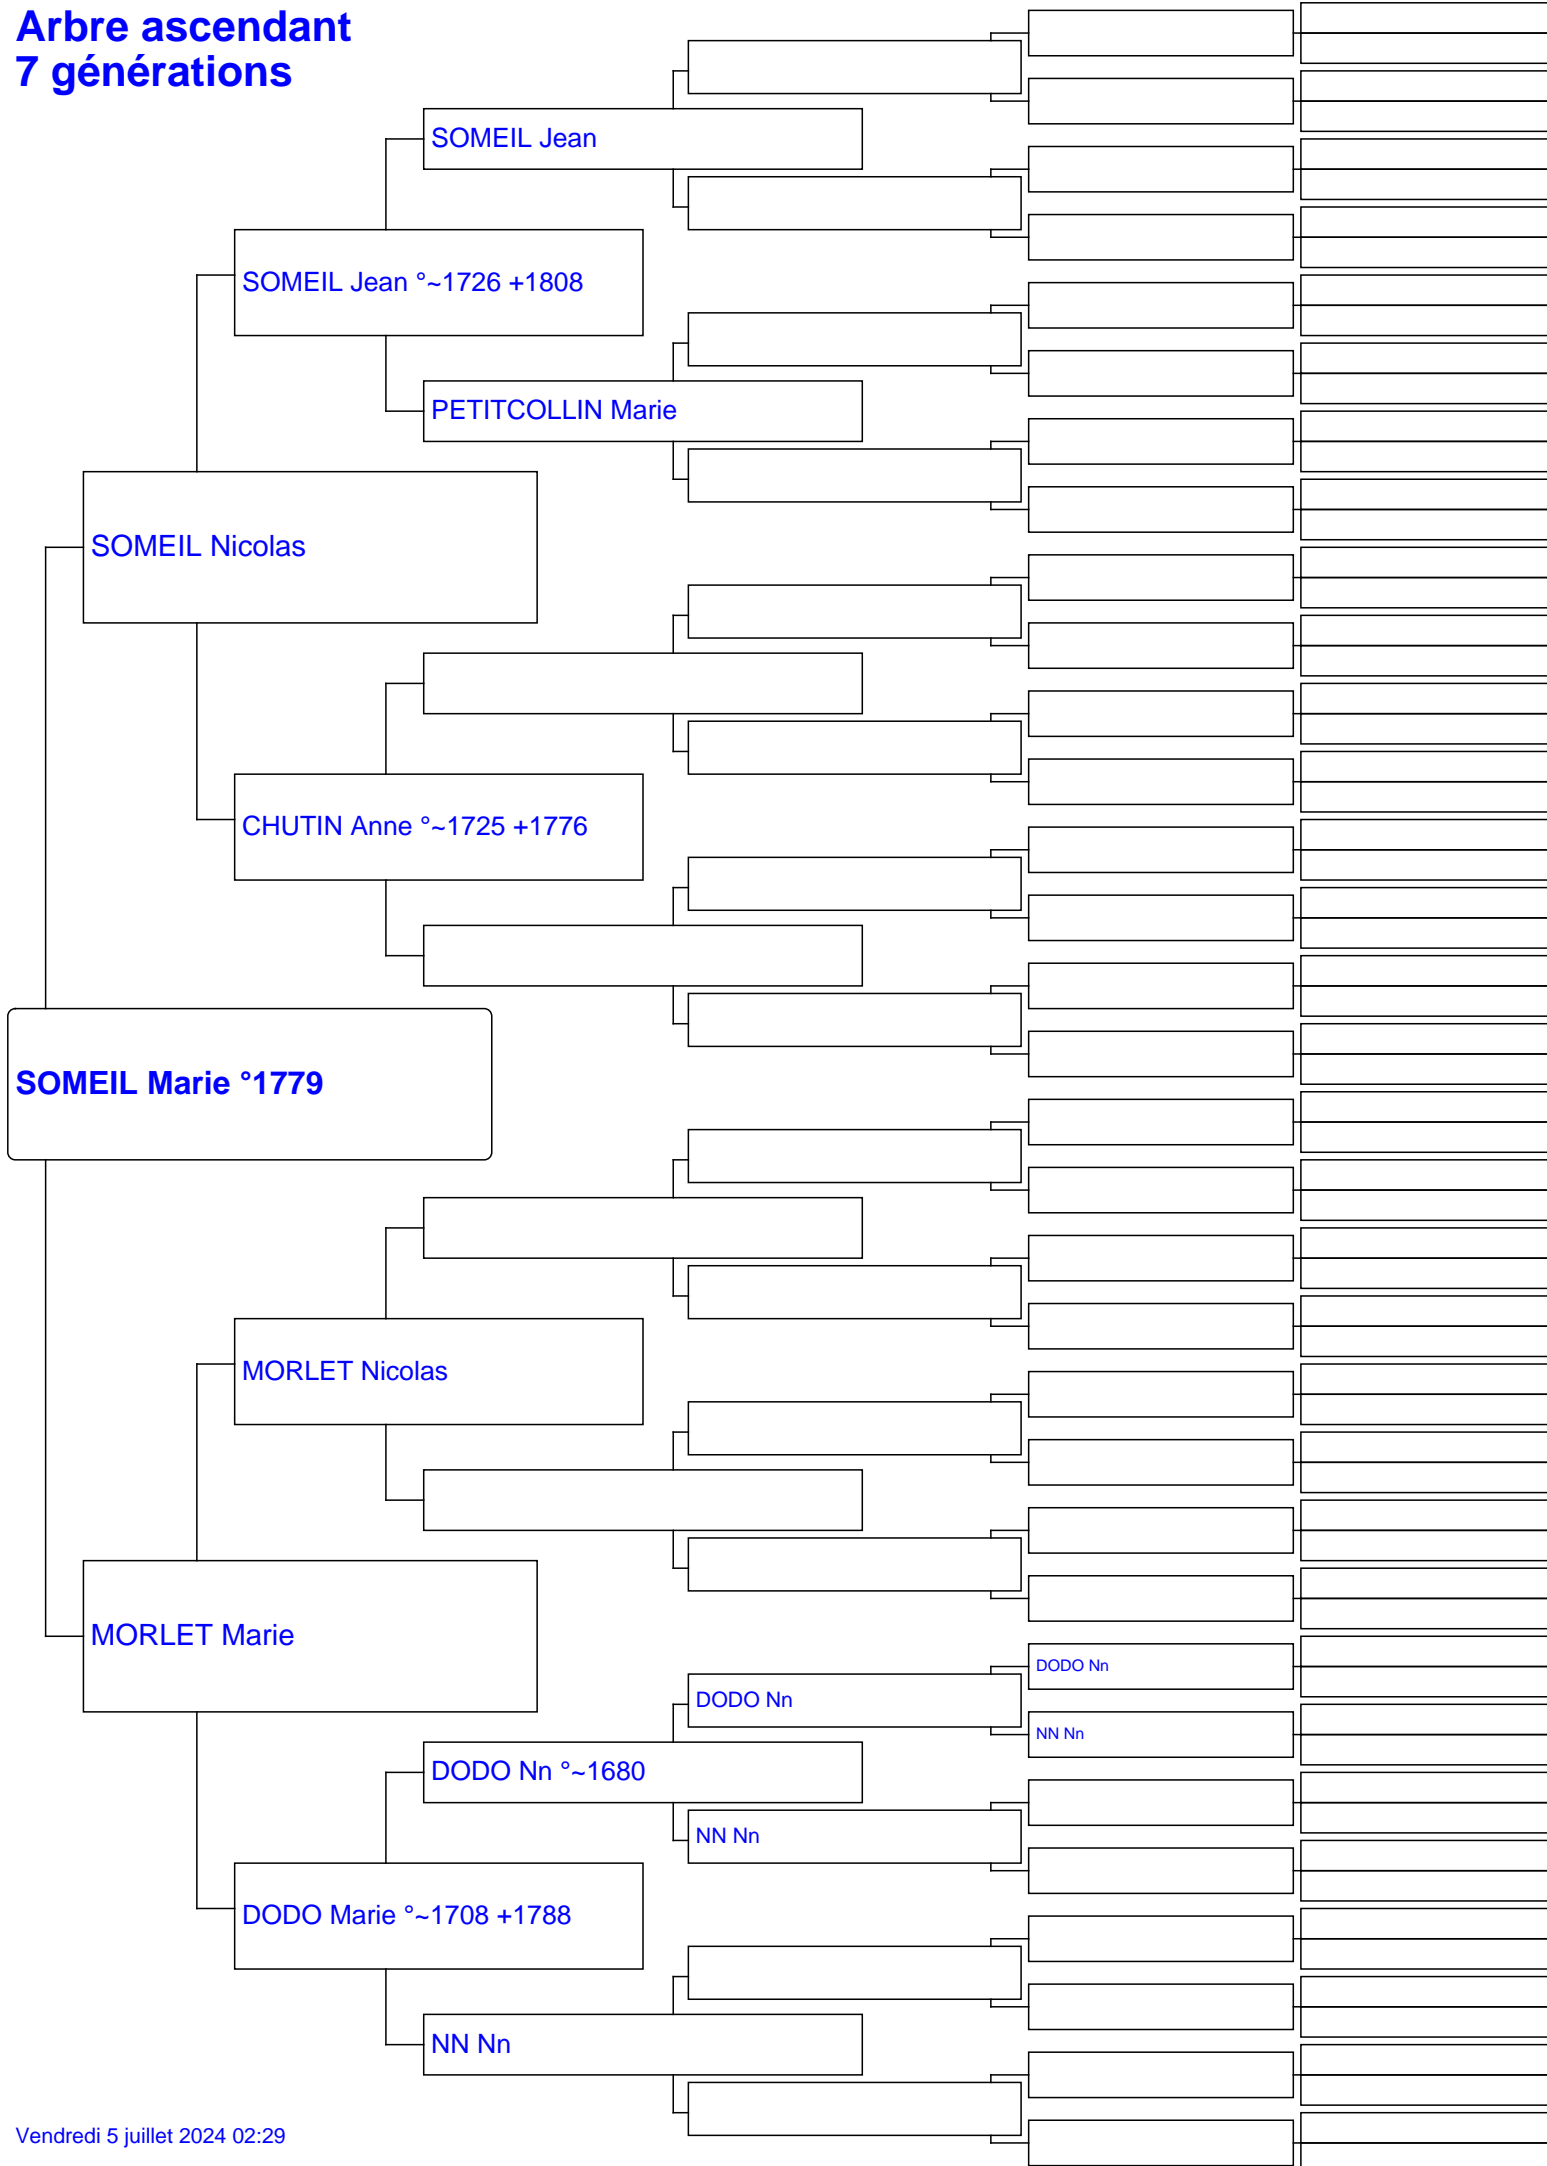 Arbre ascendant
7 générations
SOMEIL Jean
SOMEIL Jean °~1726 +1808
PETITCOLLIN Marie
SOMEIL Nicolas
CHUTIN Anne °~1725 +1776
SOMEIL Marie °1779
MORLET Nicolas
MORLET Marie
DODO Nn
DODO Nn
NN Nn
DODO Nn °~1680
NN Nn
DODO Marie °~1708 +1788
NN Nn
Vendredi 5 juillet 2024 02:29